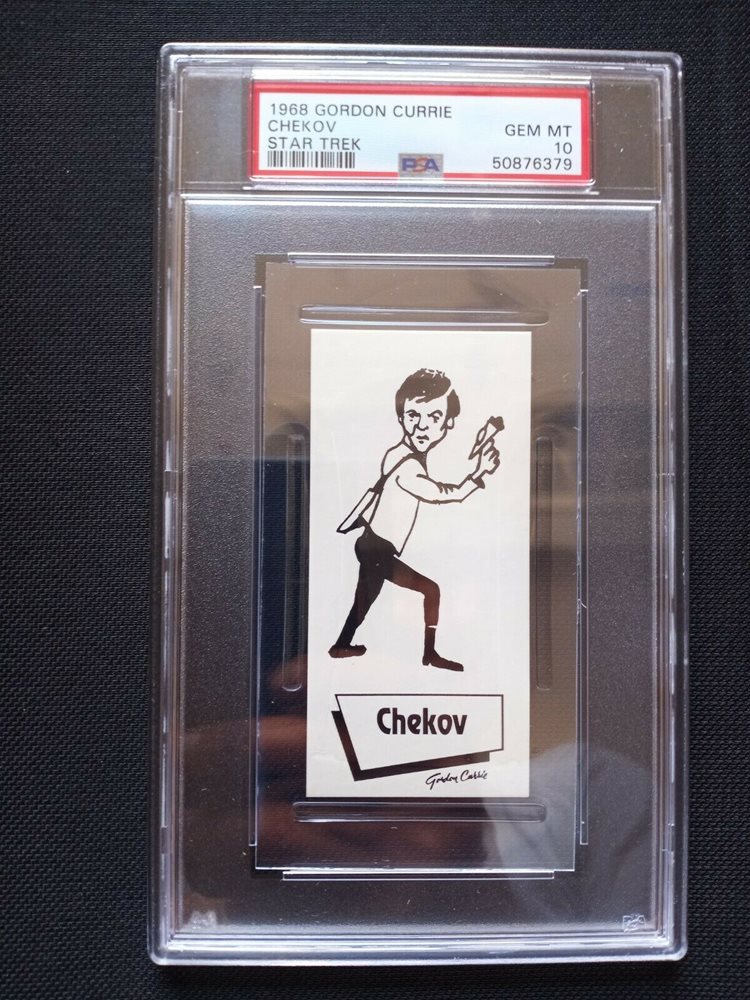 1968 GORDON CURRIE
CHEKOV
GEM MT
STAR TREK
10
PSA
50876379
Chekov
Gordon Currie